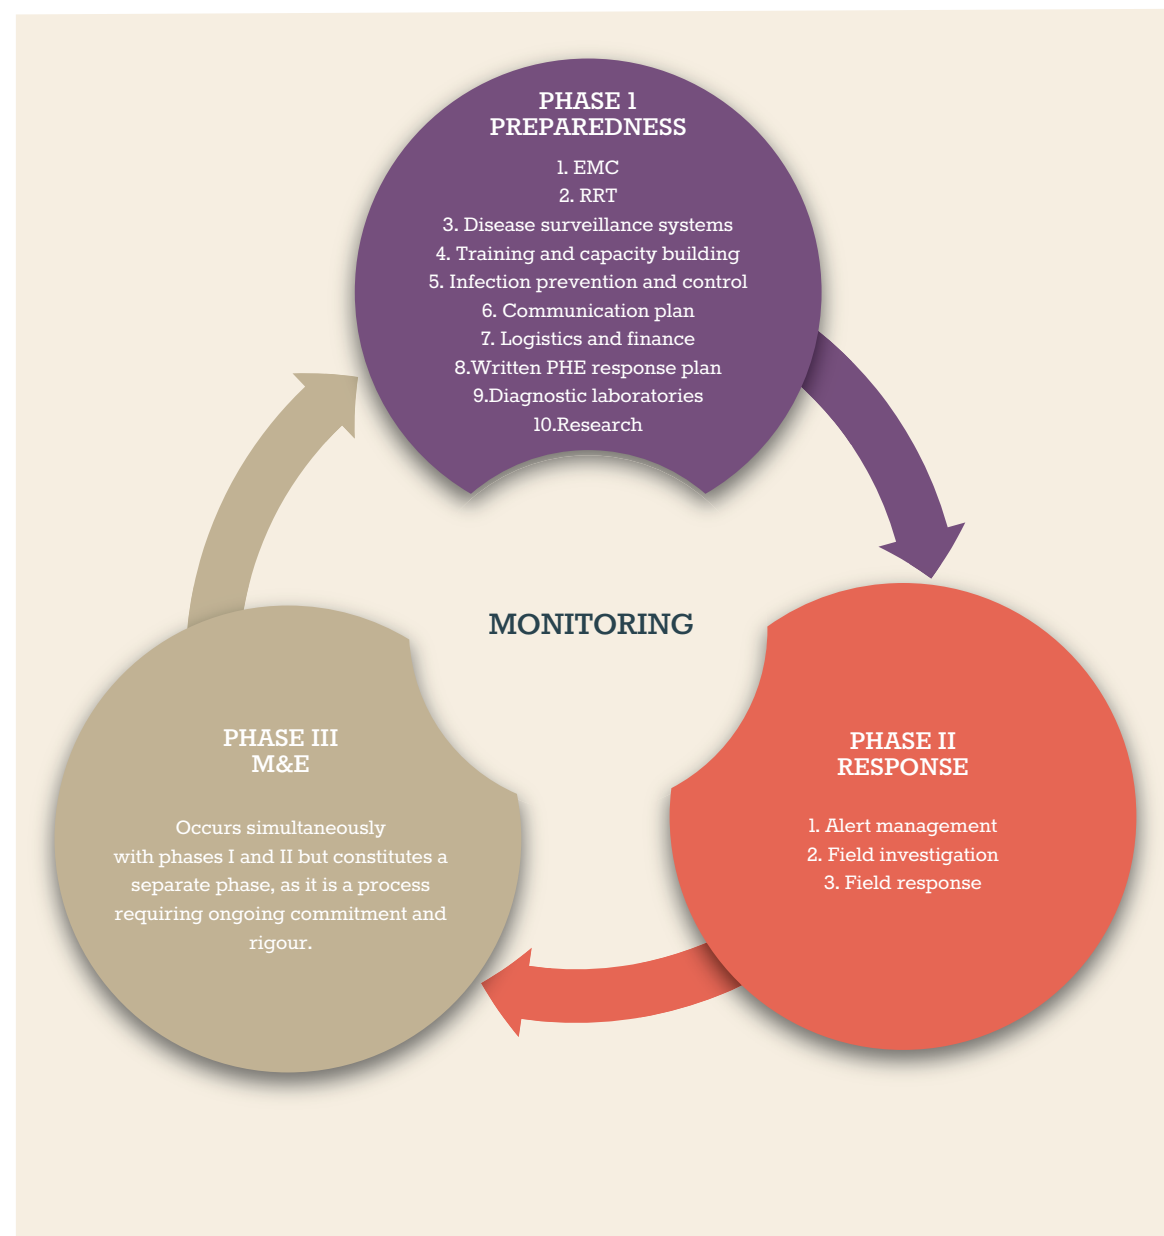 PHASE 1
PREPAREDNESS
1. EMC
2. RRT
3. Disease surveillance systems
4. Training and capacity building
5. Infection prevention and control
6. Communication plan
7. Logistics and finance
8.Written PHE response plan
9.Diagnostic laboratories
10.Research
MONITORING
PHASE II
RESPONSE
1. Alert management
2. Field investigation
3. Field response
PHASE III
M&E
Occurs simultaneously
with phases I and II but constitutes a
separate phase, as it is a process
requiring ongoing commitment and
rigour.